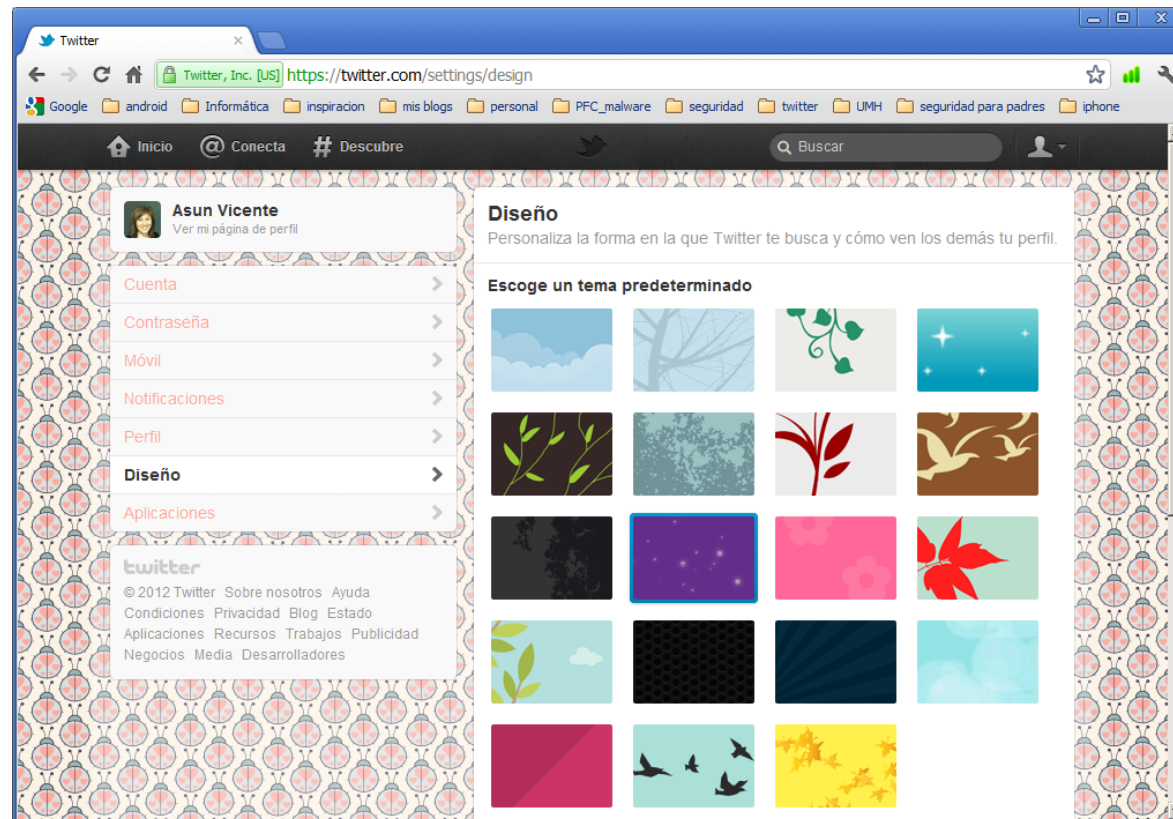 Twitter
Twitter, Inc. [US] https://twitter.com/settings/design
Google android Informática inspiracion mis blogs personal PFC_malware seguridad twitter UMH seguridad para padres iphone
Inicio @ Conecta # Descubre Buscar
Asun Vicente
Ver mi página de perfil
Cuenta
Contraseña
Móvil
Notificaciones
Perfil
Diseño
Aplicaciones
twitter
© 2012 Twitter Sobre nosotros Ayuda
Condiciones Privacidad Blog Estado
Aplicaciones Recursos Trabajos Publicidad
Negocios Media Desarrolladores
Diseño
Personaliza la forma en la que Twitter te busca y cómo ven los demás tu perfil.
Escoge un tema predeterminado